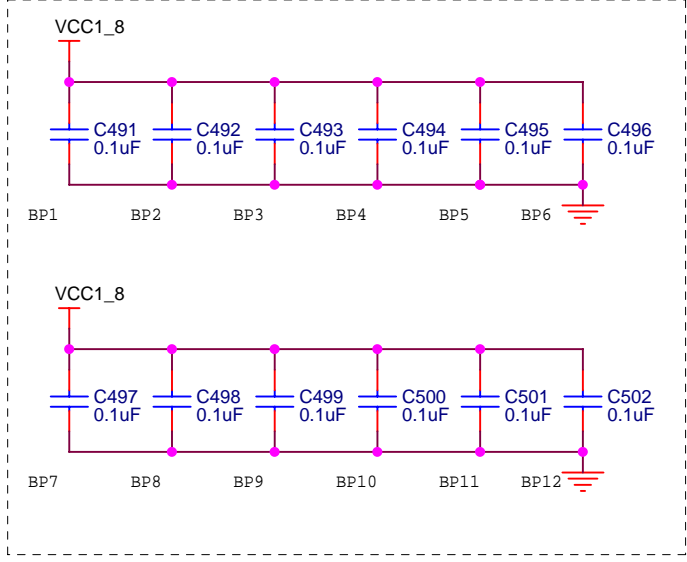 VCC1_8
C491 C492 C493 C494 C495 C496
0.1uF 0.1uF 0.1uF 0.1uF 0.1uF 0.1uF
BP1 BP2 BP3 BP4 BP5 BP6
VCC1_8
C497 C498 C499 C500 C501 C502
0.1uF 0.1uF 0.1uF 0.1uF 0.1uF 0.1uF
BP7 BP8 BP9 BP10 BP11 BP12